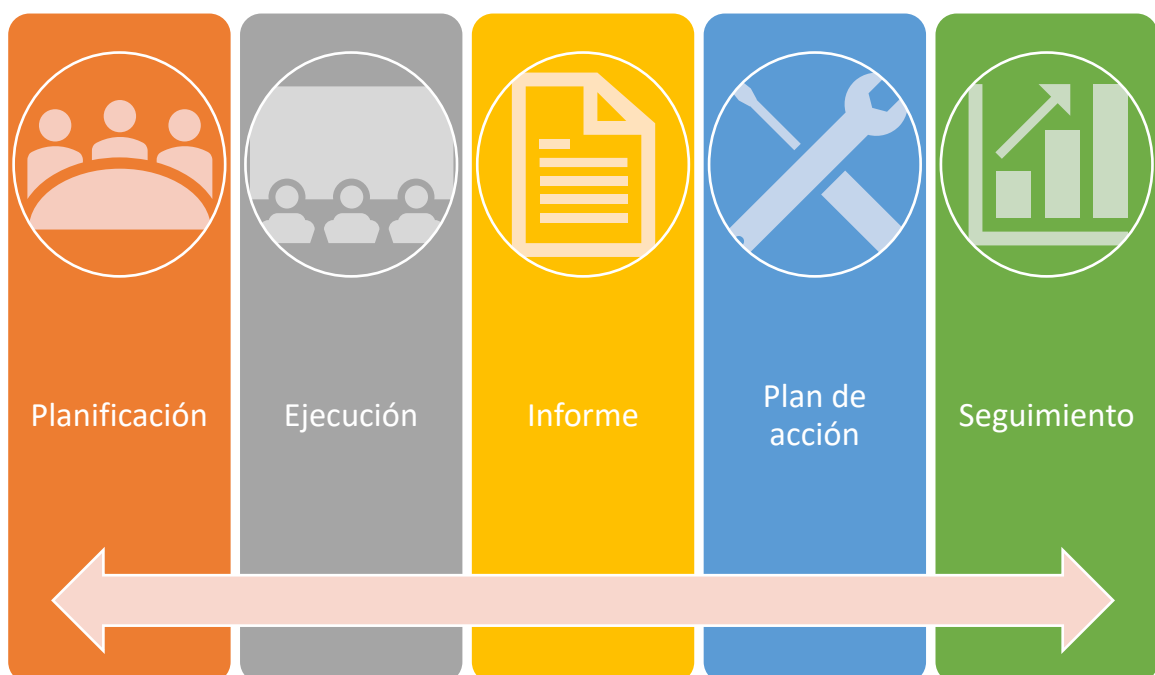 Planificación
Ejecución
Informe
Plan de
acción
Seguimiento